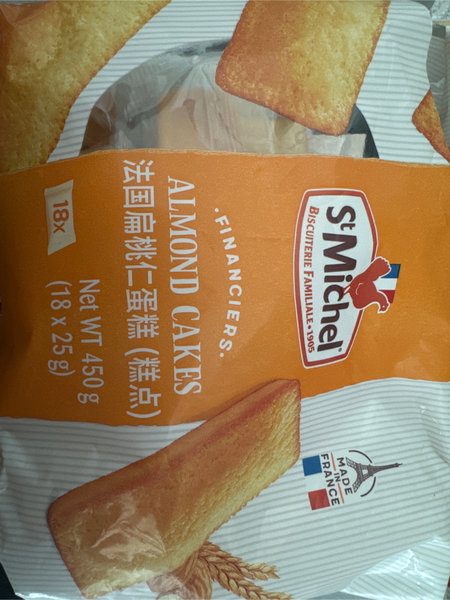 St Michel
BISCUITERIE FAMILIALE • 1905
.FINANCIERS.
ALMOND CAKES
法国扁桃仁蛋糕 (糕点)
18x
Net WT 450 g
(18 x 25g)
MADE
IN
FRANCE